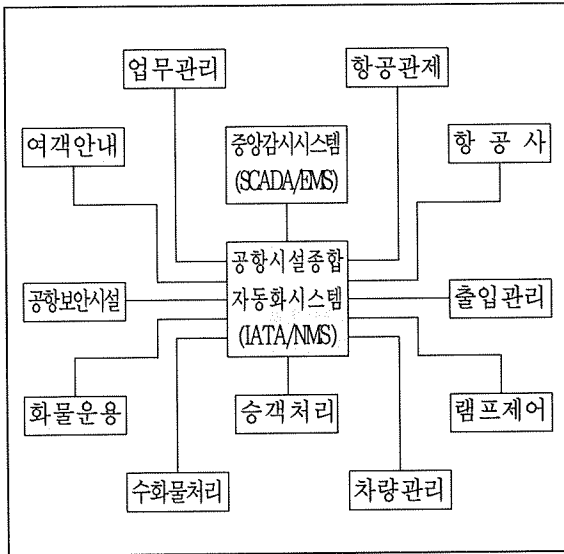 업무관리
항공관제
여객안내
중앙감시시스템
(SCADA/EMS)
항 공 사
공항시설종합
자동화시스템
(IATA/NMS)
공항보안시설
출입관리
화물운용
승객처리
램프제어
수화물처리
차량관리